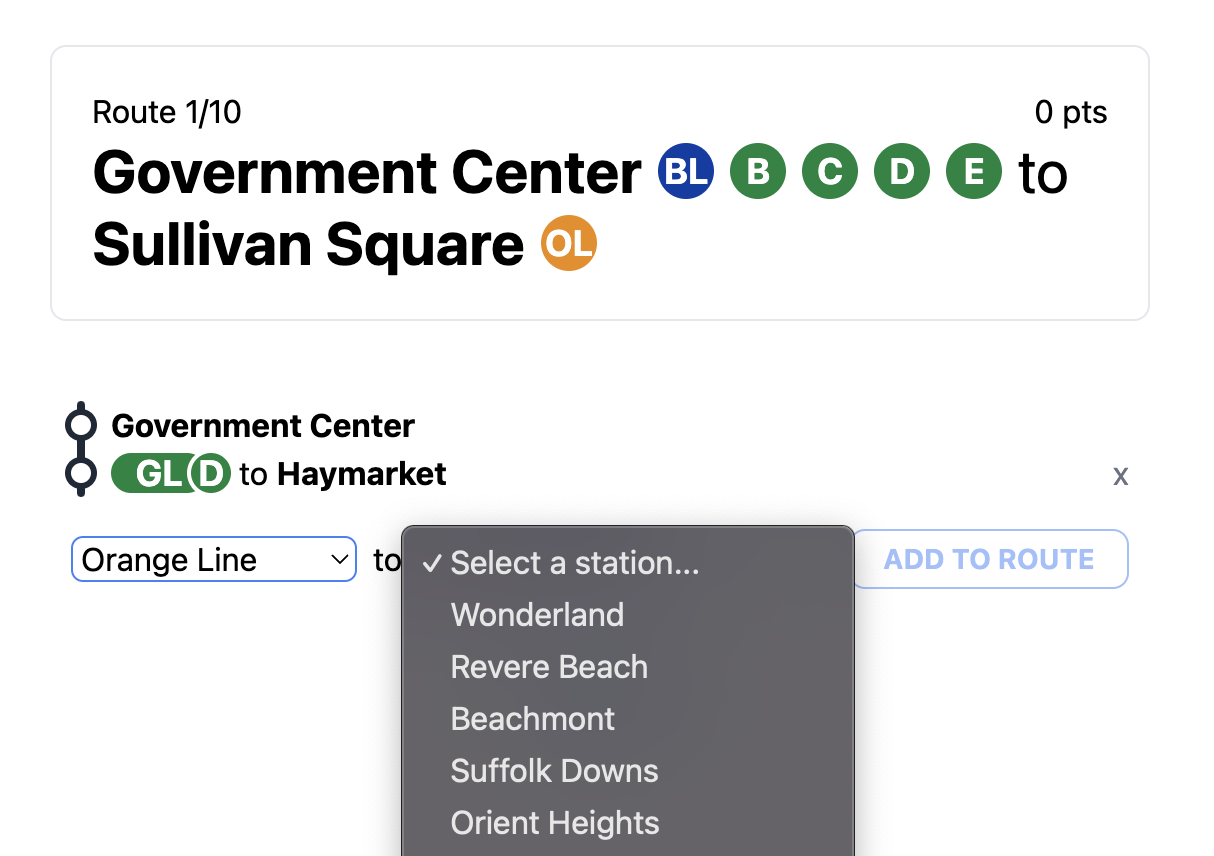 Route 1/10 0 pts
Government Center BL B C D E to
Sullivan Square OL
Government Center
GL D to Haymarket x
Orange Line to ✓ Select a station... ADD TO ROUTE
Wonderland
Revere Beach
Beachmont
Suffolk Downs
Orient Heights